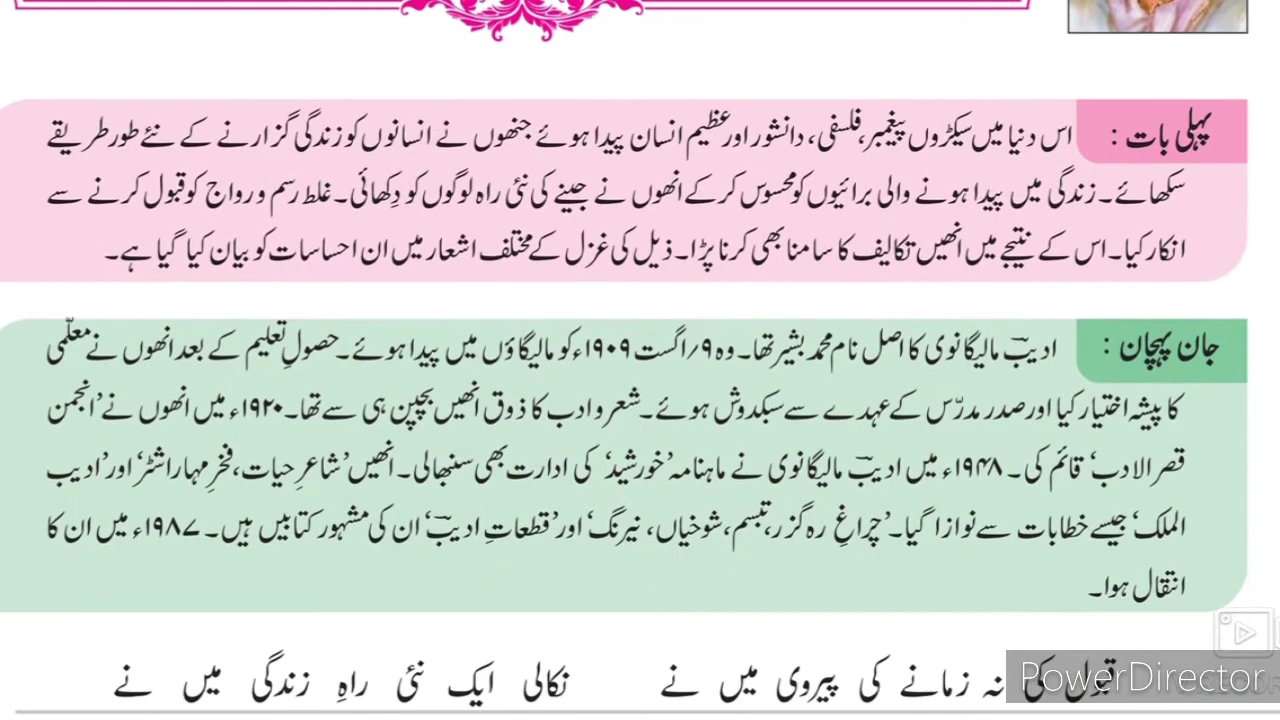 پہلی بات : اس دنیا میں سیکڑوں پیغمبر، فلسفی، دانشور اور عظیم انسان پیدا ہوئے جنھوں نے انسانوں کو زندگی گزارنے کے نئے طور طریقے
سکھائے۔ زندگی میں پیدا ہونے والی برائیوں کو محسوس کرکے انھوں نے جینے کی نئی راہ لوگوں کو دِکھائی۔ غلط رسم و رواج کو قبول کرنے سے
انکار کیا۔ اس کے نتیجے میں انھیں تکالیف کا سامنا بھی کرنا پڑا۔ ذیل کی غزل کے مختلف اشعار میں ان احساسات کو بیان کیا گیا ہے۔
جان پہچان : ادیبؔ مالیگانوی کا اصل نام محمد بشیر تھا۔ وہ ۹؍اگست ۱۹۰۹ء کو مالیگاؤں میں پیدا ہوئے۔ حصولِ تعلیم کے بعد انھوں نے معلّمی
کا پیشہ اختیار کیا اور صدر مدرّس کے عہدے سے سبکدوش ہوئے۔ شعر و ادب کا ذوق انھیں بچپن ہی سے تھا۔ ۱۹۲۰ء میں انھوں نے 'انجمن
قصر الادب' قائم کی۔ ۱۹۴۸ء میں ادیبؔ مالیگانوی نے ماہنامہ 'خورشید' کی ادارت بھی سنبھالی۔ انھیں 'شاعرِ حیات، فخرِ مہاراشٹر' اور 'ادیب
الملک' جیسے خطابات سے نوازا گیا۔ 'چراغِ رہ گزر، تبسم، شوخیاں، نیرنگ' اور 'قطعاتِ ادیبؔ' ان کی مشہور کتابیں ہیں۔ ۱۹۸۷ء میں ان کا
انتقال ہوا۔
قبول کی نہ زمانے کی پیروی میں نے نکالی ایک نئی راہِ زندگی میں نے
PowerDirector